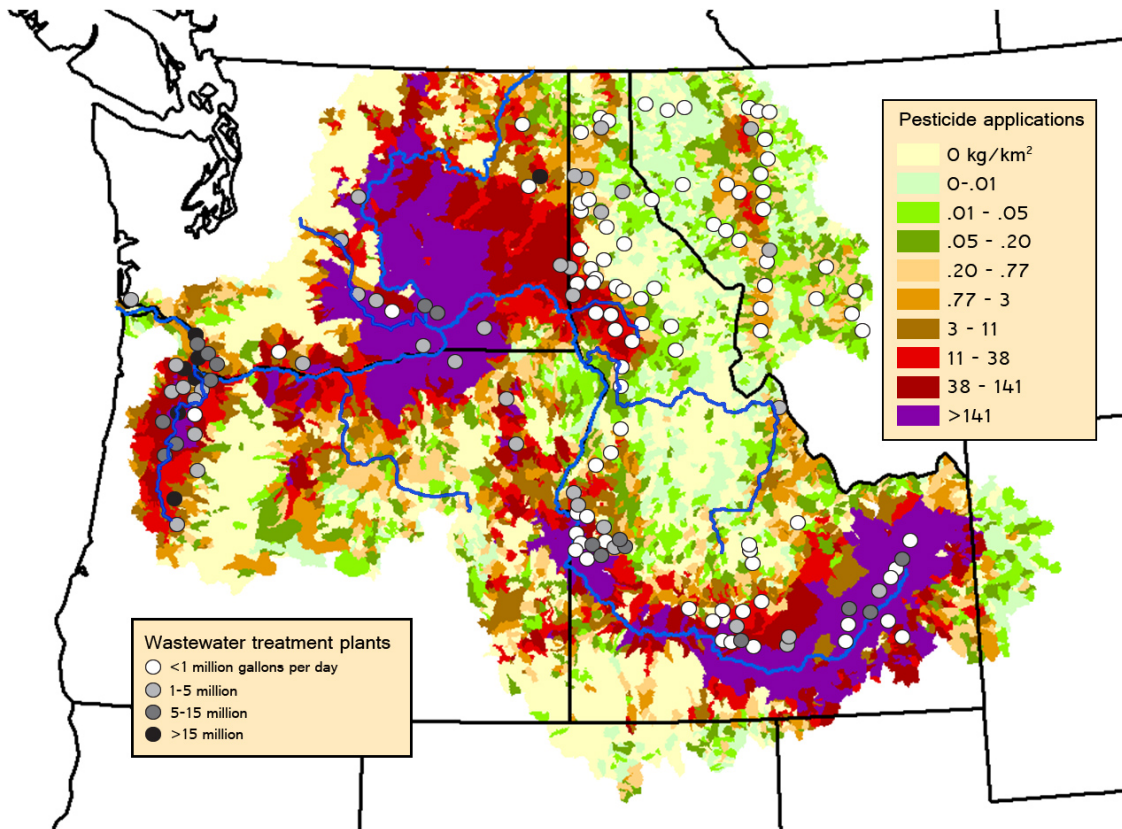 Pesticide applications
0 kg/km²
0-.01
.01 - .05
.05 - .20
.20 - .77
.77 - 3
3 - 11
11 - 38
38 - 141
>141
Wastewater treatment plants
<1 million gallons per day
1-5 million
5-15 million
>15 million